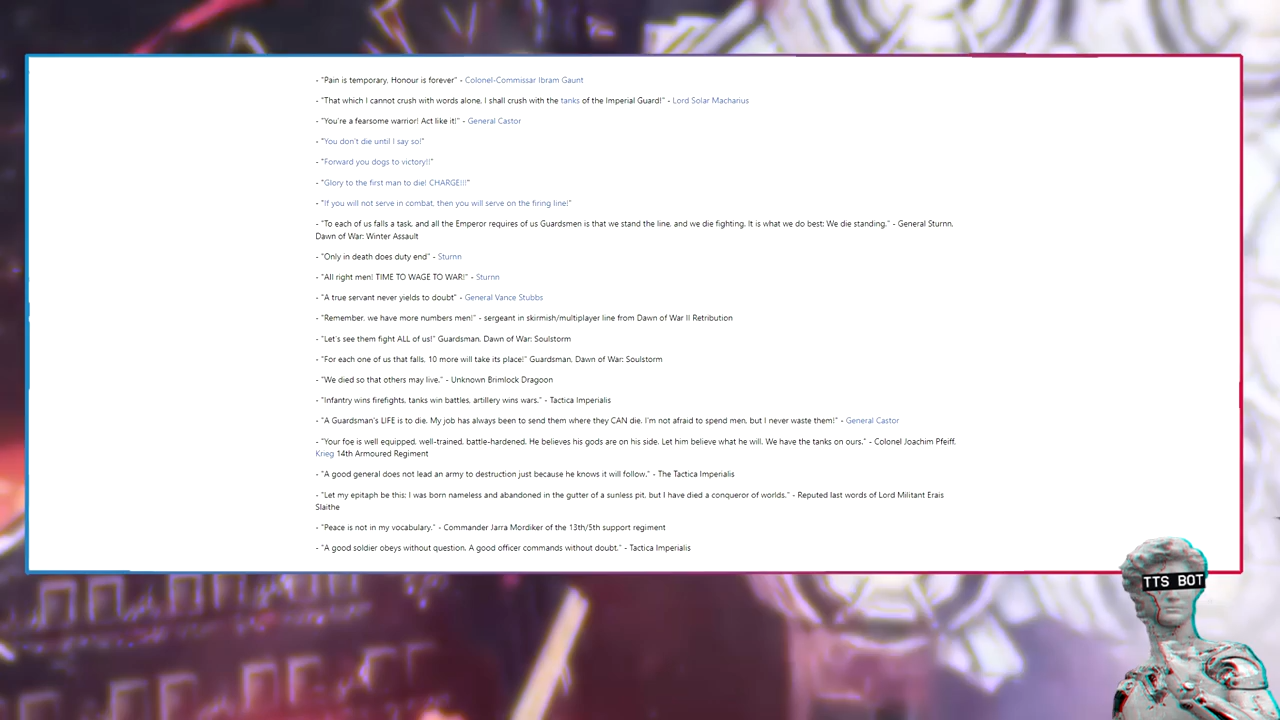 - "Pain is temporary, Honour is forever" - Colonel-Commissar Ibram Gaunt
- "That which I cannot crush with words alone, I shall crush with the tanks of the Imperial Guard!" - Lord Solar Macharius
- "You're a fearsome warrior! Act like it!" - General Castor
- "You don't die until I say so!"
- "Forward you dogs to victory!!"
- "Glory to the first man to die! CHARGE!!!"
- "If you will not serve in combat, then you will serve on the firing line!"
- "To each of us falls a task, and all the Emperor requires of us Guardsmen is that we stand the line, and we die fighting. It is what we do best: We die standing." - General Sturnn,
Dawn of War: Winter Assault
- "Only in death does duty end" - Sturnn
- "All right men! TIME TO WAGE TO WAR!" - Sturnn
- "A true servant never yields to doubt" - General Vance Stubbs
- "Remember, we have more numbers men!" - sergeant in skirmish/multiplayer line from Dawn of War II Retribution
- "Let's see them fight ALL of us!" Guardsman, Dawn of War: Soulstorm
- "For each one of us that falls, 10 more will take its place!" Guardsman, Dawn of War: Soulstorm
- "We died so that others may live." - Unknown Brimlock Dragoon
- "Infantry wins firefights, tanks win battles, artillery wins wars." - Tactica Imperialis
- "A Guardsman's LIFE is to die. My job has always been to send them where they CAN die. I'm not afraid to spend men, but I never waste them!" - General Castor
- "Your foe is well equipped, well-trained, battle-hardened. He believes his gods are on his side. Let him believe what he will. We have the tanks on ours." - Colonel Joachim Pfeiff,
Krieg 14th Armoured Regiment
- "A good general does not lead an army to destruction just because he knows it will follow." - The Tactica Imperialis
- "Let my epitaph be this: I was born nameless and abandoned in the gutter of a sunless pit, but I have died a conqueror of worlds." - Reputed last words of Lord Militant Erais
Slaithe
- "Peace is not in my vocabulary." - Commander Jarra Mordiker of the 13th/5th support regiment
- "A good soldier obeys without question. A good officer commands without doubt." - Tactica Imperialis
TTS BOT